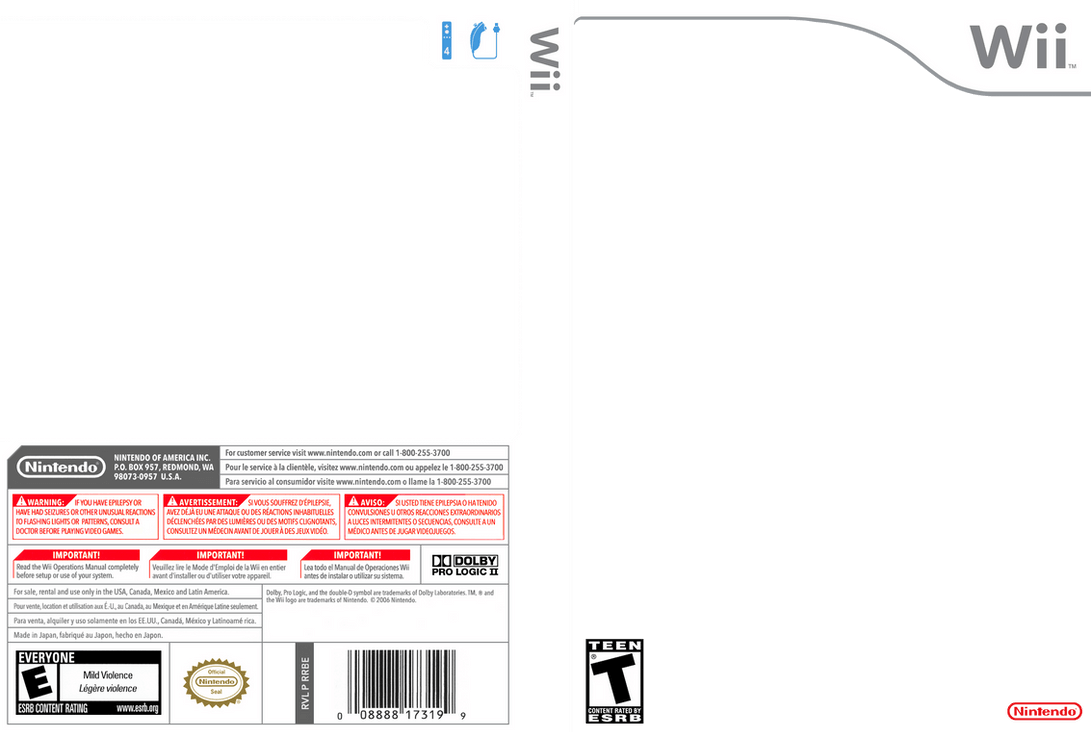 4
Wii
TM
Wii
TM
Nintendo
NINTENDO OF AMERICA INC.
P.O. BOX 957, REDMOND, WA
98073-0957 U.S.A.
For customer service visit www.nintendo.com or call 1-800-255-3700
Pour le service à la clientèle, visitez www.nintendo.com ou appelez le 1-800-255-3700
Para servicio al consumidor visite www.nintendo.com o llame la 1-800-255-3700
WARNING: IF YOU HAVE EPILEPSY OR
HAVE HAD SEIZURES OR OTHER UNUSUAL REACTIONS
TO FLASHING LIGHTS OR PATTERNS, CONSULT A
DOCTOR BEFORE PLAYING VIDEO GAMES.
AVERTISSEMENT: SI VOUS SOUFFREZ D'ÉPILEPSIE,
AVEZ DÉJÀ EU UNE ATTAQUE OU DES RÉACTIONS INHABITUELLES
DÉCLENCHÉES PAR DES LUMIÈRES OU DES MOTIFS CLIGNOTANTS,
CONSULTEZ UN MÉDECIN AVANT DE JOUER À DES JEUX VIDÉO.
AVISO: SI USTED TIENE EPILEPSIA O HA TENIDO
CONVULSIONES U OTROS REACCIONES EXTRAORDINARIOS
A LUCES INTERMITENTES O SECUENCIAS, CONSULTE A UN
MÉDICO ANTES DE JUGAR VIDEOJUEGOS.
IMPORTANT!
Read the Wii Operations Manual completely
before setup or use of your system.
IMPORTANT!
Veuillez lire le Mode d'Emploi de la Wii en entier
avant d'installer ou d'utiliser votre appareil.
IMPORTANT!
Lea todo el Manual de Operaciones Wii
antes de instalar o utilizar su sistema.
DOLBY
PRO LOGIC II
For sale, rental and use only in the USA, Canada, Mexico and Latin America.
Pour vente, location et utilisation aux É.-U., au Canada, au Mexique et en Amérique Latine seulement.
Para venta, alquiler y uso solamente en los EE.UU., Canadá, México y Latinoamé rica.
Made in Japan, fabriqué au Japon, hecho en Japon.
Dolby, Pro Logic, and the double-D symbol are trademarks of Dolby Laboratories. TM, ® and
the Wii logo are trademarks of Nintendo. © 2006 Nintendo.
EVERYONE
E
Mild Violence
Légère violence
ESRB CONTENT RATING www.esrb.org
Official
Nintendo
Seal
RVL P RRBE
0 08888 17319 9
TEEN
®
T
CONTENT RATED BY
ESRB
Nintendo